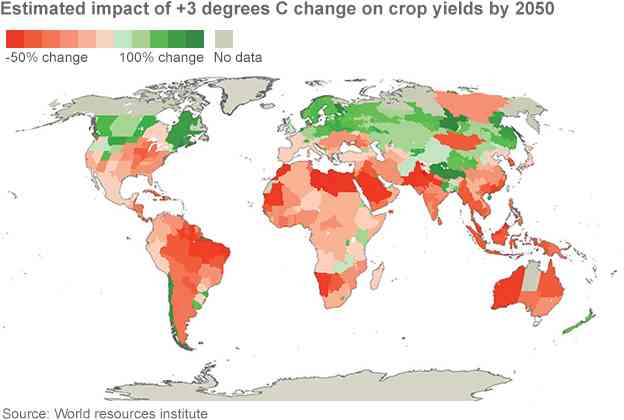 Estimated impact of +3 degrees C change on crop yields by 2050
-50% change 100% change No data
Source: World resources institute